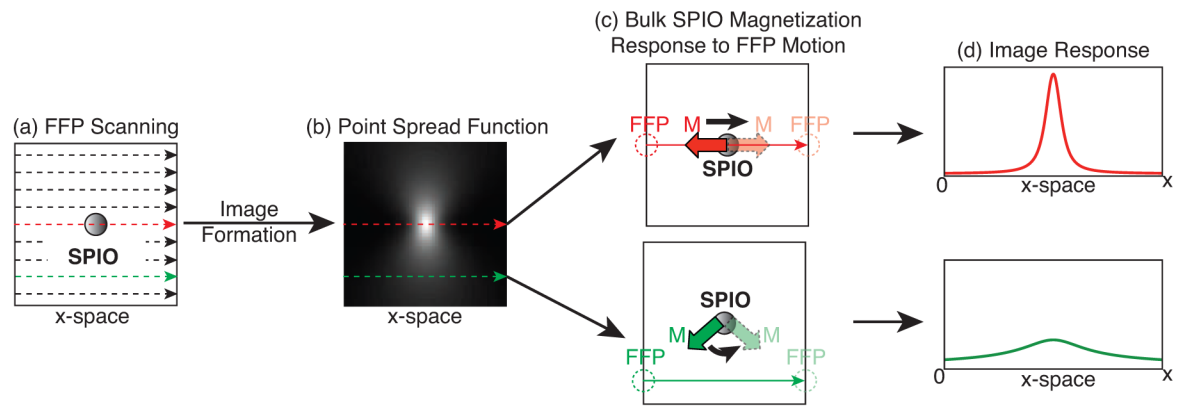 (a) FFP Scanning
SPIO
x-space
Image
Formation
(b) Point Spread Function
x-space
(c) Bulk SPIO Magnetization
Response to FFP Motion
FFP M M FFP
SPIO
SPIO
M M
FFP FFP
(d) Image Response
0 x-space x
0 x-space x